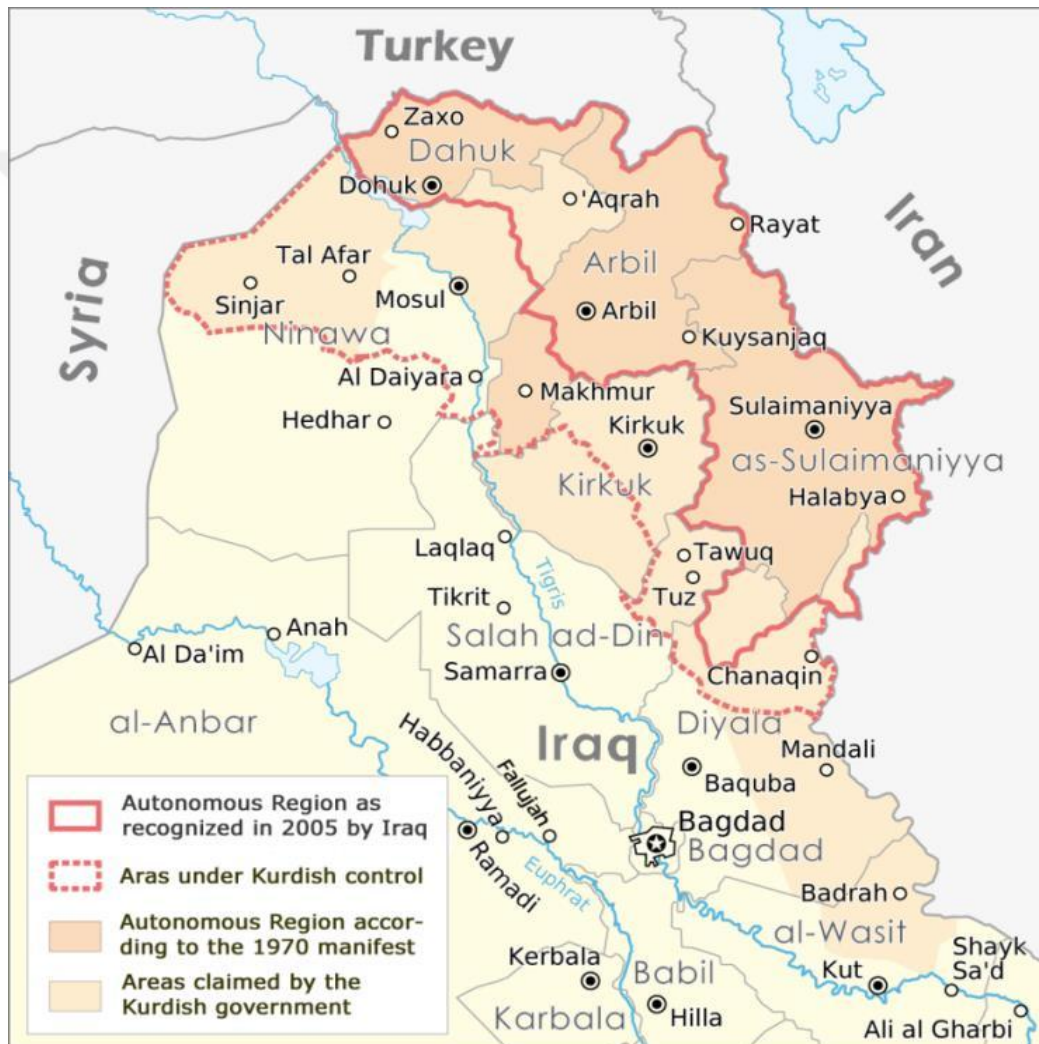 Turkey
Zaxo
Dahuk
Dohuk
'Aqrah
Rayat
Iran
Arbil
Tal Afar
Sinjar
Mosul
Arbil
Syria
Ninawa
Kuysanjaq
Al Daiyara
Makhmur
Hedhar
Kirkuk
Sulaimaniyya
as-Sulaimaniyya
Kirkuk
Halabya
Laqlaq
Tigris
Tawuq
Tuz
Tikrit
Salah ad-Din
Anah
Al Da'im
Samarra
Chanaqin
al-Anbar
Diyala
Habbaniyya
Fallujah
Iraq
Mandali
Baquba
Bagdad
Bagdad
Ramadi
Euphrat
Badrah
al-Wasit
Shayk
Sa'd
Kerbala
Babil
Kut
Karbala
Hilla
Ali al Gharbi
Autonomous Region as
recognized in 2005 by Iraq
Aras under Kurdish control
Autonomous Region accor-
ding to the 1970 manifest
Areas claimed by the
Kurdish government